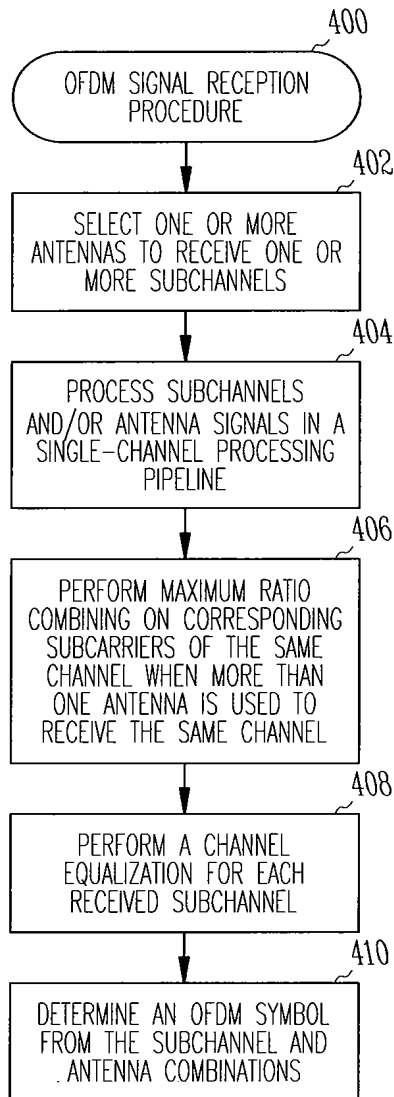 400
OFDM SIGNAL RECEPTION
PROCEDURE
402
SELECT ONE OR MORE
ANTENNAS TO RECEIVE ONE OR
MORE SUBCHANNELS
404
PROCESS SUBCHANNELS
AND/OR ANTENNA SIGNALS IN A
SINGLE-CHANNEL PROCESSING
PIPELINE
406
PERFORM MAXIMUM RATIO
COMBINING ON CORRESPONDING
SUBCARRIERS OF THE SAME
CHANNEL WHEN MORE THAN
ONE ANTENNA IS USED TO
RECEIVE THE SAME CHANNEL
408
PERFORM A CHANNEL
EQUALIZATION FOR EACH
RECEIVED SUBCHANNEL
410
DETERMINE AN OFDM SYMBOL
FROM THE SUBCHANNEL AND
ANTENNA COMBINATIONS